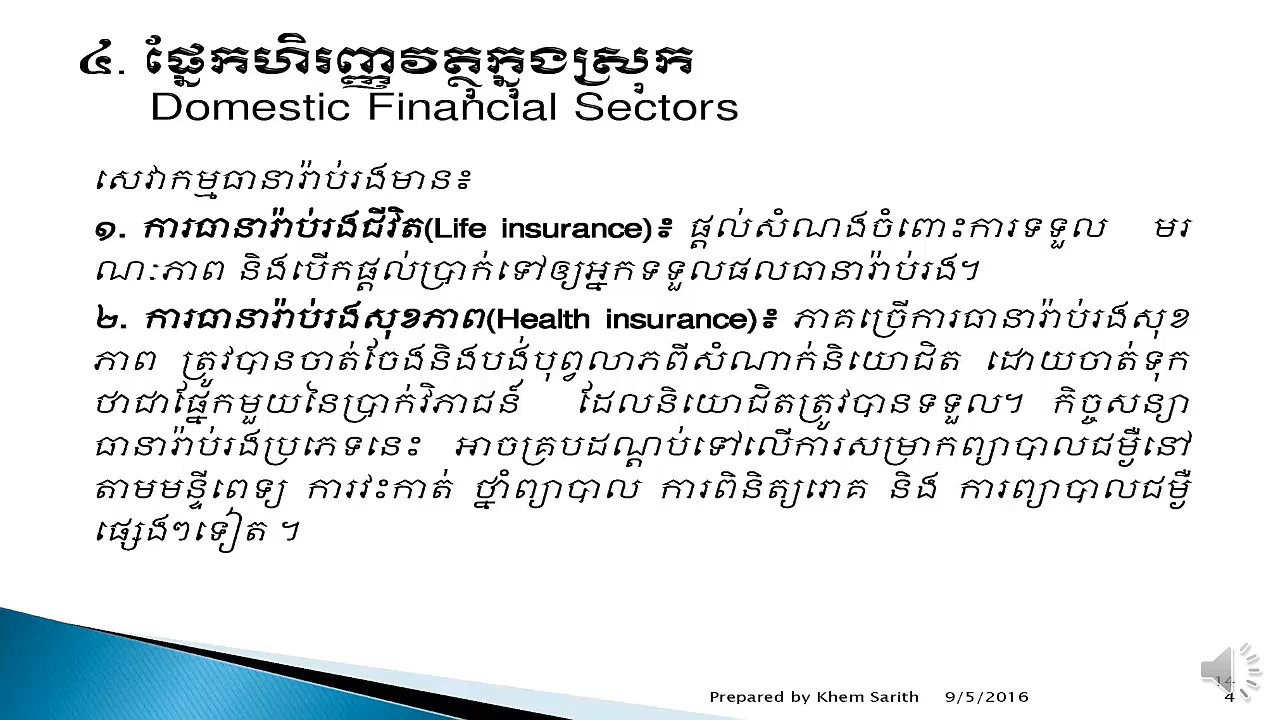 ៤. ផ្នែកហិរញ្ញវត្ថុក្នុងស្រុក
Domestic Financial Sectors
សេវាកម្មធានារ៉ាប់រងមាន៖
១. ការធានារ៉ាប់រងជីវិត(Life insurance)៖ ផ្តល់សំណងចំពោះការទទួល មរ
ណៈភាព និងបើកផ្តល់ប្រាក់ទៅឲ្យអ្នកទទួលផលធានារ៉ាប់រង។
២. ការធានារ៉ាប់រងសុខភាព(Health insurance)៖ ភាគច្រើការធានារ៉ាប់រងសុខ
ភាព ត្រូវបានចាត់ចែងនិងបង់បុព្វលាភពីសំណាក់និយោជិត ដោយចាត់ទុក
ថាជាផ្នែកមួយនៃប្រាក់វិភាជន៍ ដែលនិយោជិតត្រូវបានទទួល។ កិច្ចសន្យា
ធានារ៉ាប់រងប្រភេទនេះ អាចគ្របដណ្តប់ទៅលើការសម្រាកព្យាបាលជម្ងឺនៅ
តាមមន្ទីពេទ្យ ការវះកាត់ ថ្នាំព្យាបាល ការពិនិត្យរោគ និង ការព្យាបាលជម្ងឺ
ផ្សេងៗទៀត ។
Prepared by Khem Sarith 9/5/2016
14
4